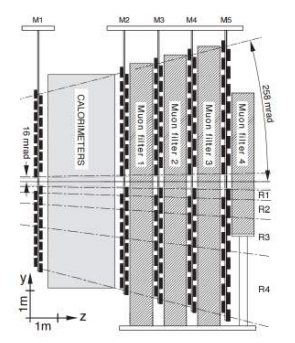 M1 M2 M3 M4 M5
258 mrad
16 mrad
CALORIMETERS
Muon filter 1
Muon filter 2
Muon filter 3
Muon filter 4
R1
R2
R3
R4
y
1m
1m z